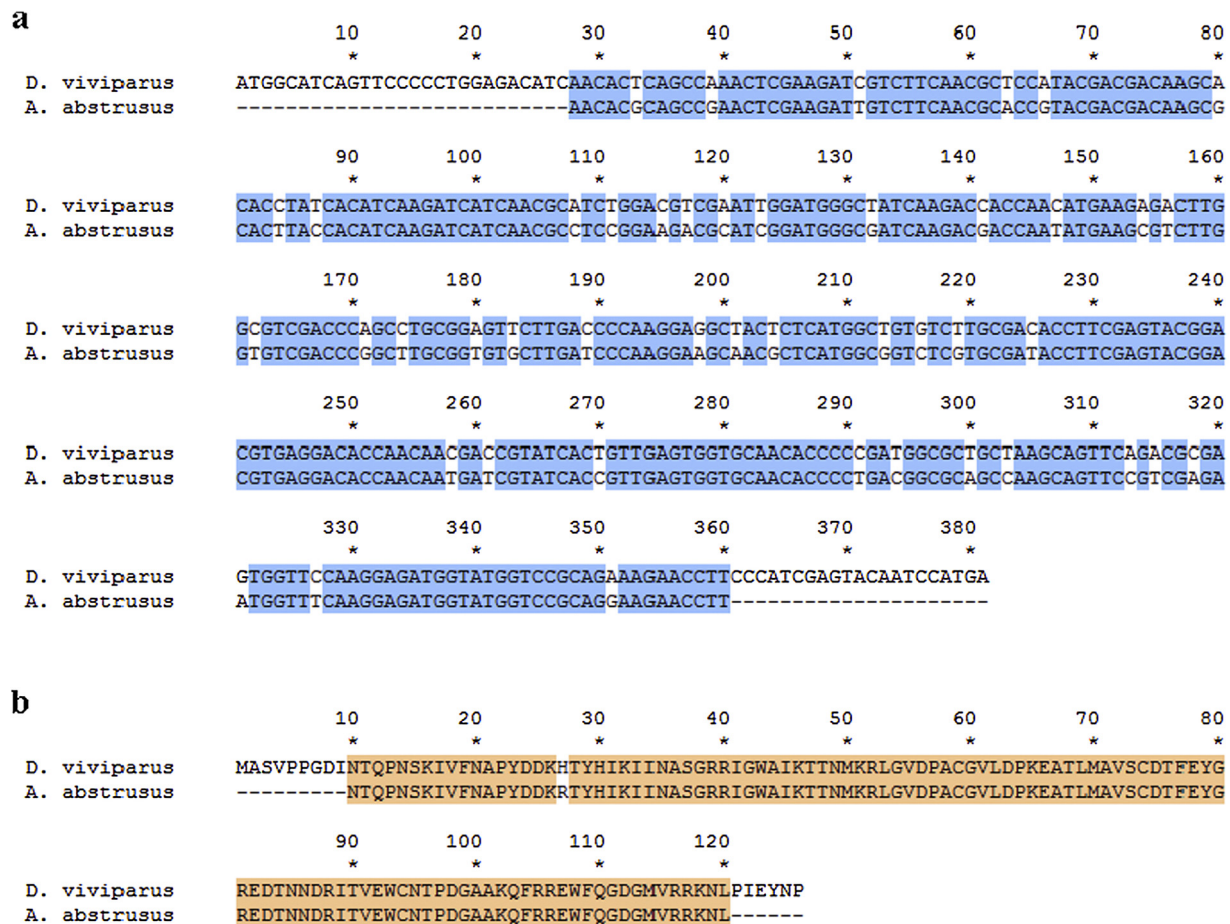 a
10 20 30 40 50 60 70 80
* * * * * * * *
D. viviparus ATGGCATCAGTTCCCCCTGGAGACATCAACACTCAGCCAAACTCGAAGATCGTCTTCAACGCTCCATACGACGACAAGCA
A. abstrusus ---------------------------AACACGCAGCCGAACTCGAAGATTGTCTTCAACGCACCGTACGACGACAAGCG
90 100 110 120 130 140 150 160
* * * * * * * *
D. viviparus CACCTATCACATCAAGATCATCAACGCATCTGGACGTCGAATTGGATGGGCTATCAAGACCACCAACATGAAGAGACTTG
A. abstrusus CACTTACCACATCAAGATCATCAACGCCTCCGGAAGACGCATCGGATGGGCGATCAAGACGACCAATATGAAGCGTCTTG
170 180 190 200 210 220 230 240
* * * * * * * *
D. viviparus GCGTCGACCCAGCCTGCGGAGTTCTTGACCCCAAGGAGGCTACTCTCATGGCTGTGTCTTGCGACACCTTCGAGTACGGA
A. abstrusus GTGTCGACCCGGCTTGCGGTGTGCTTGATCCCAAGGAAGCAACGCTCATGGCGGTCTCGTGCGATACCTTCGAGTACGGA
250 260 270 280 290 300 310 320
* * * * * * * *
D. viviparus CGTGAGGACACCAACAACGACCGTATCACTGTTGAGTGGTGCAACACCCCCGATGGCGCTGCTAAGCAGTTCAGACGCGA
A. abstrusus CGTGAGGACACCAACAATGATCGTATCACCGTTGAGTGGTGCAACACCCCTGACGGCGCAGCCAAGCAGTTCCGTCGAGA
330 340 350 360 370 380
* * * * * *
D. viviparus GTGGTTCCAAGGAGATGGTATGGTCCGCAGAAAGAACCTTCCCATCGAGTACAATCCATGA
A. abstrusus ATGGTTTCAAGGAGATGGTATGGTCCGCAGGAAGAACCTT---------------------
b
10 20 30 40 50 60 70 80
* * * * * * * *
D. viviparus MASVPPGDINTQPNSKIVFNAPYDDKHTYHIKIINASGRRIGWAIKTTNMKRLGVDPACGVLDPKEATLMAVSCDTFEYG
A. abstrusus ---------NTQPNSKIVFNAPYDDKRTYHIKIINASGRRIGWAIKTTNMKRLGVDPACGVLDPKEATLMAVSCDTFEYG
90 100 110 120
* * * *
D. viviparus REDTNNDRITVEWCNTPDGAAKQFRREWFQGDGMVRRKNLPIEYNP
A. abstrusus REDTNNDRITVEWCNTPDGAAKQFRREWFQGDGMVRRKNL------